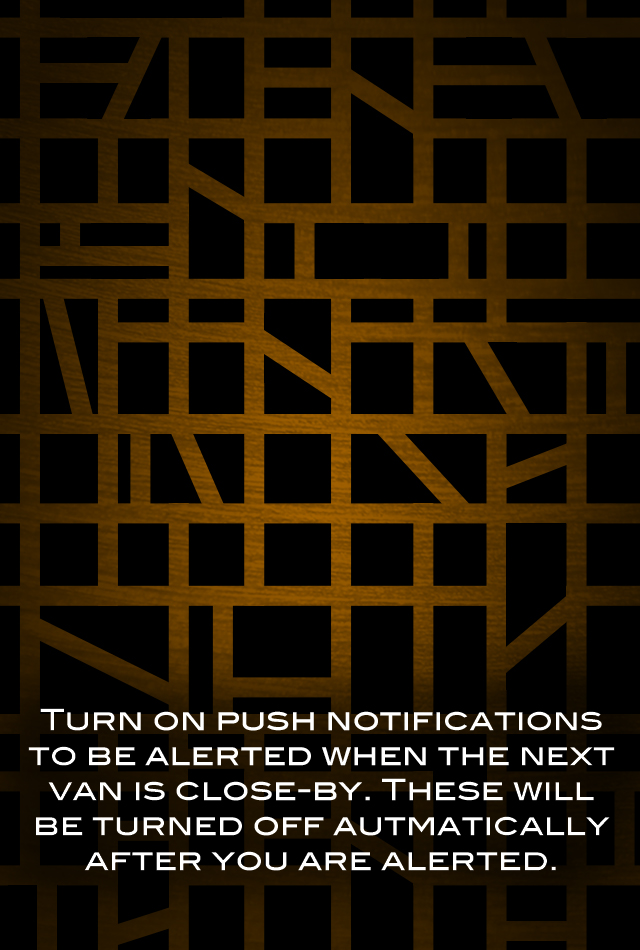 Turn on push notifications
to be alerted when the next
van is close-by. These will
be turned off autmatically
after you are alerted.